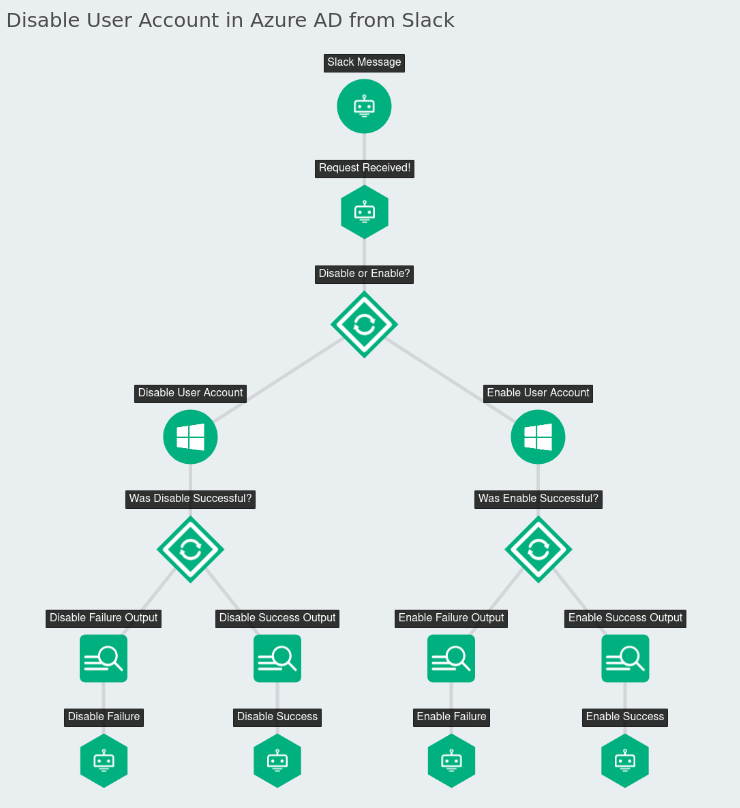 Disable User Account in Azure AD from Slack
Slack Message
Request Received!
Disable or Enable?
Disable User Account
Enable User Account
Was Disable Successful?
Was Enable Successful?
Disable Failure Output
Disable Success Output
Enable Failure Output
Enable Success Output
Disable Failure
Disable Success
Enable Failure
Enable Success